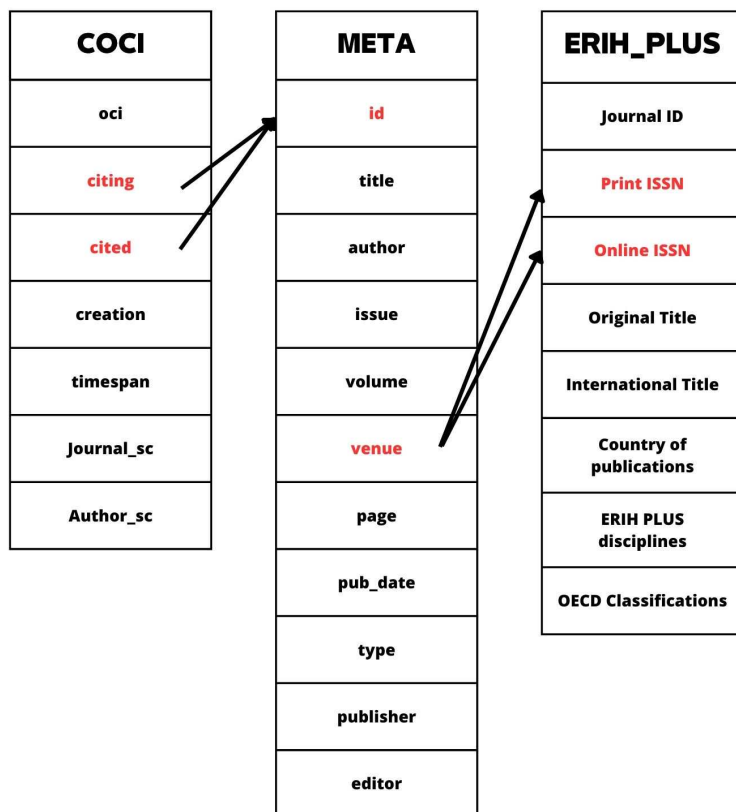 COCI
oci
citing
cited
creation
timespan
Journal_sc
Author_sc
META
id
title
author
issue
volume
venue
page
pub_date
type
publisher
editor
ERIH_PLUS
Journal ID
Print ISSN
Online ISSN
Original Title
International Title
Country of
publications
ERIH PLUS
disciplines
OECD Classifications